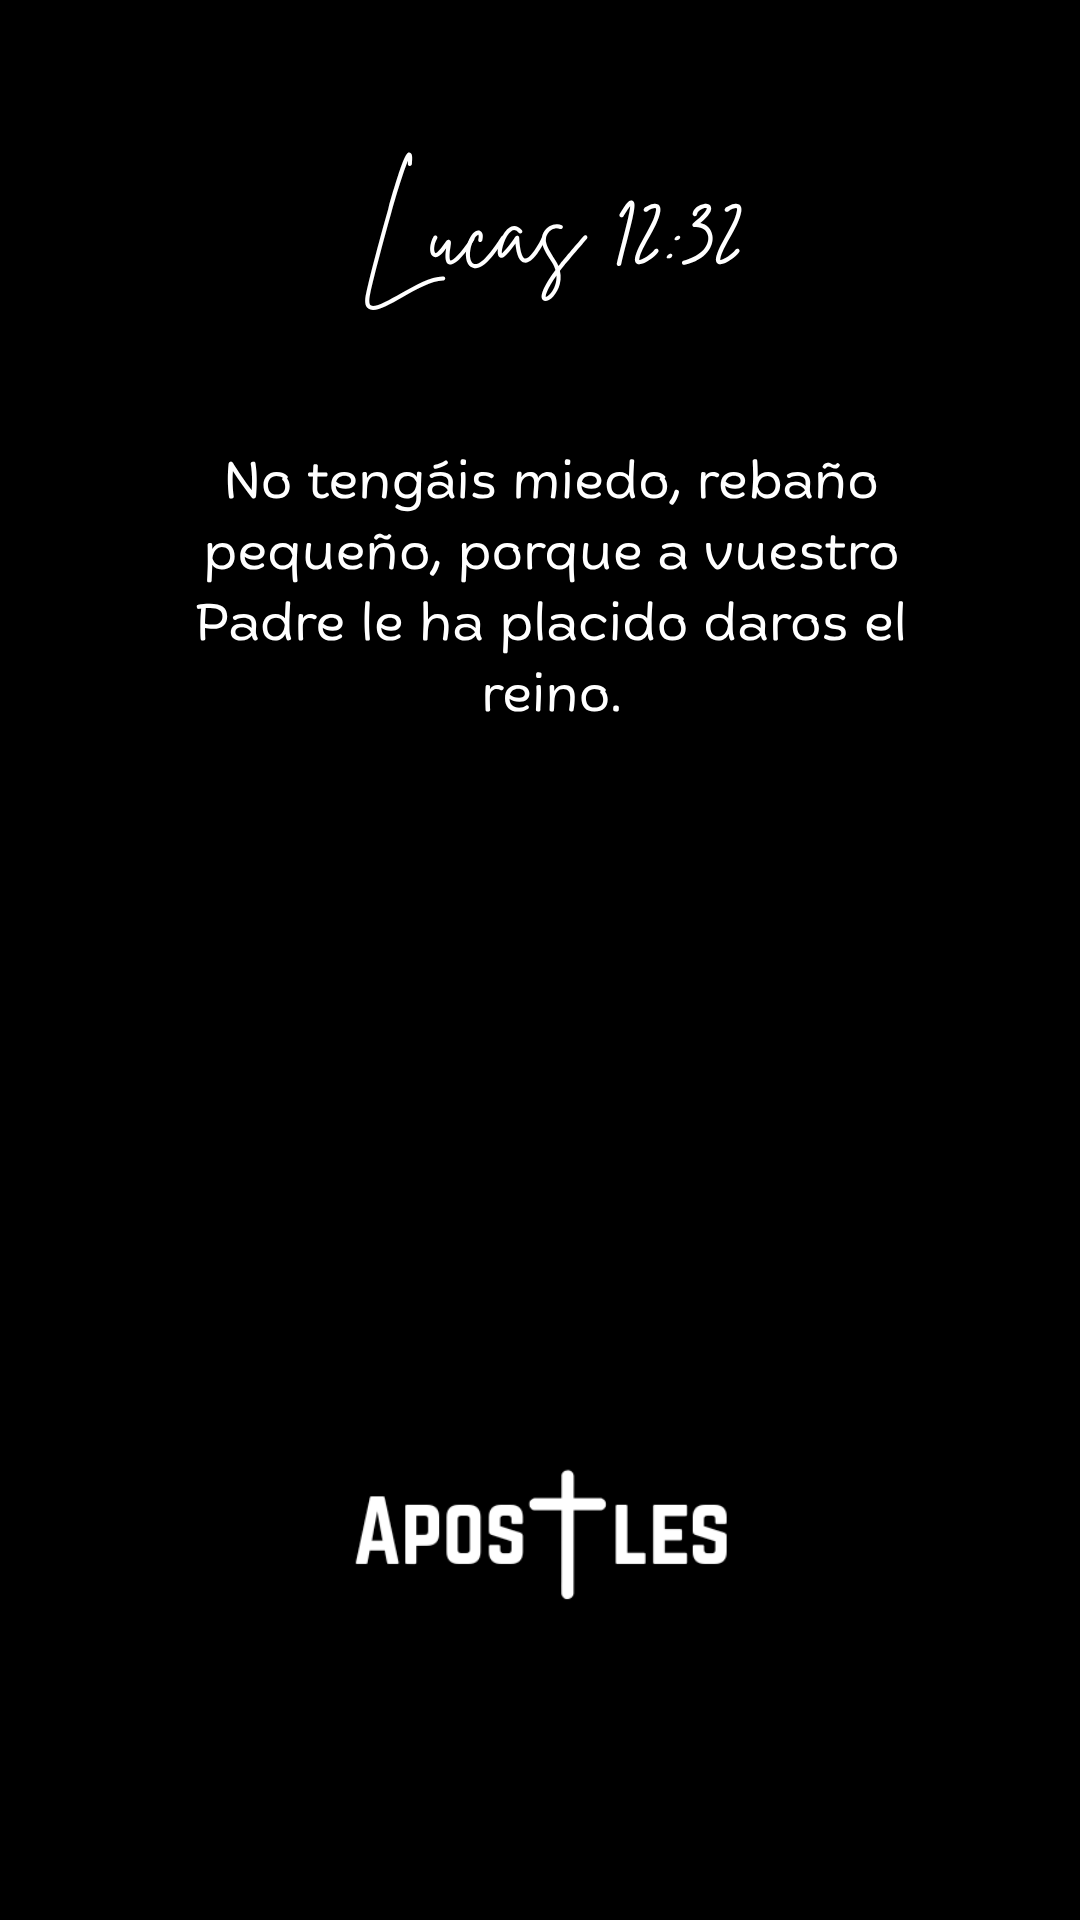 Lucas 12:32
No tengáis miedo, rebaño
pequeño, porque a vuestro
Padre le ha placido daros el
reino.
APOSTLES